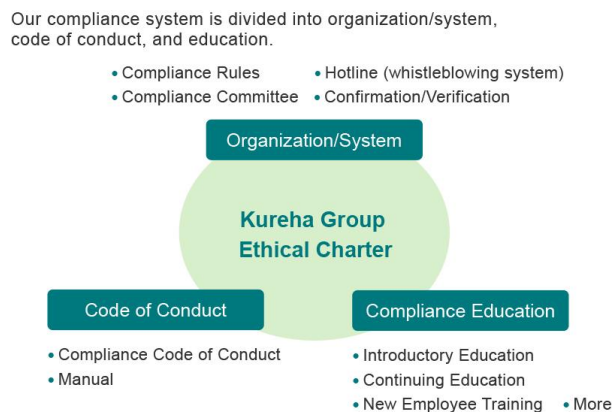 Our compliance system is divided into organization/system,
code of conduct, and education.
• Compliance Rules • Hotline (whistleblowing system)
• Compliance Committee • Confirmation/Verification
Organization/System
Kureha Group
Ethical Charter
Code of Conduct
• Compliance Code of Conduct
• Manual
Compliance Education
• Introductory Education
• Continuing Education
• New Employee Training • More